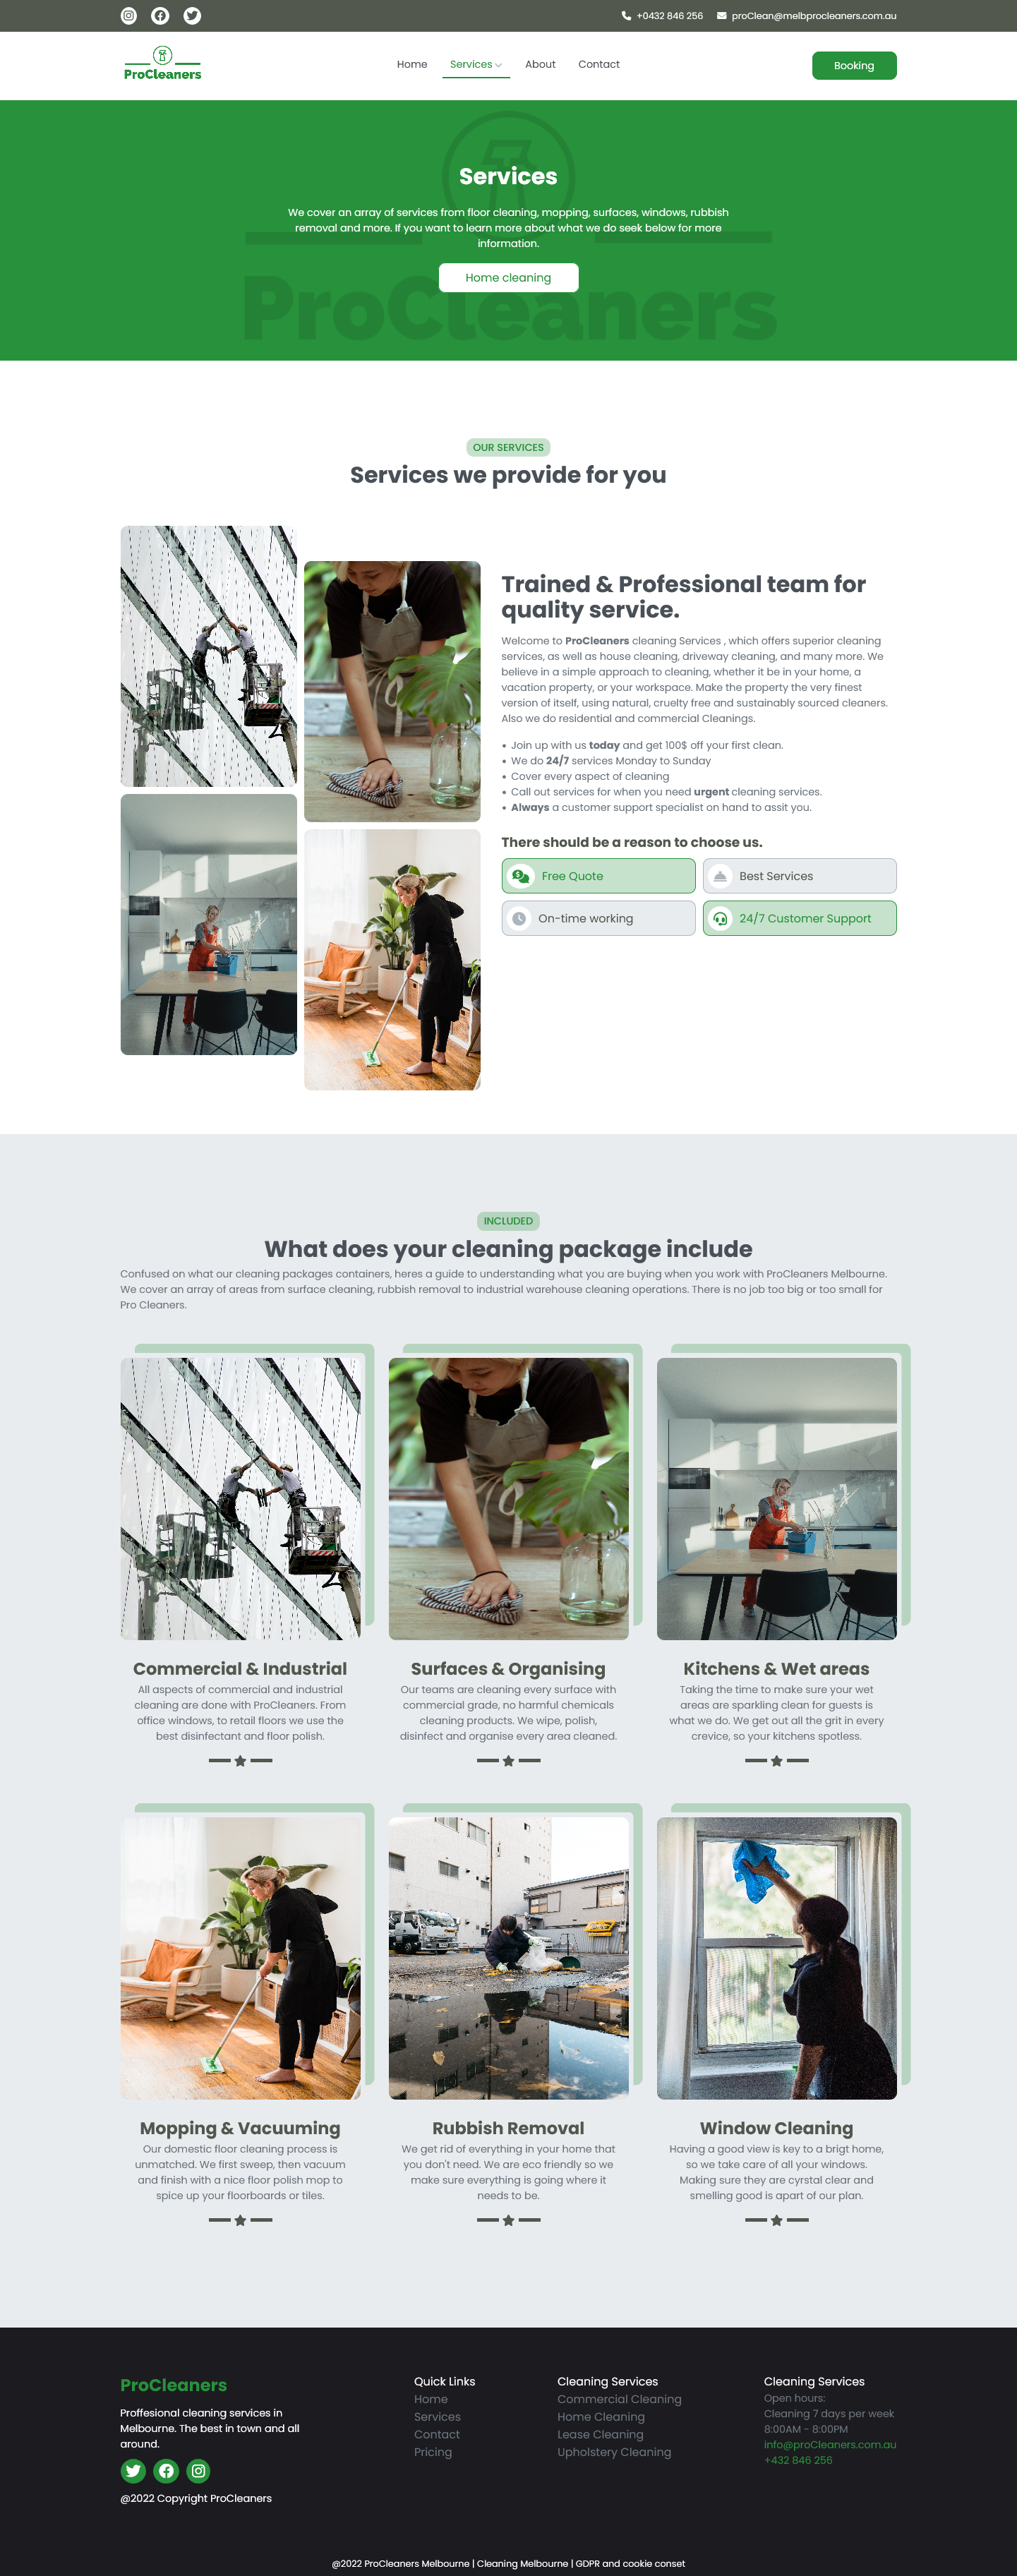 +0432 846 256 proClean@melbprocleaners.com.au
ProCleaners
Home Services About Contact
Booking
Services
We cover an array of services from floor cleaning, mopping, surfaces, windows, rubbish
removal and more. If you want to learn more about what we do seek below for more
information.
Home cleaning
ProCleaners
OUR SERVICES
Services we provide for you
Trained & Professional team for
quality service.
Welcome to ProCleaners cleaning Services , which offers superior cleaning
services, as well as house cleaning, driveway cleaning, and many more. We
believe in a simple approach to cleaning, whether it be in your home, a
vacation property, or your workspace. Make the property the very finest
version of itself, using natural, cruelty free and sustainably sourced cleaners.
Also we do residential and commercial Cleanings.
• Join up with us today and get 100$ off your first clean.
• We do 24/7 services Monday to Sunday
• Cover every aspect of cleaning
• Call out services for when you need urgent cleaning services.
• Always a customer support specialist on hand to assit you.
There should be a reason to choose us.
Free Quote
Best Services
On-time working
24/7 Customer Support
INCLUDED
What does your cleaning package include
Confused on what our cleaning packages containers, heres a guide to understanding what you are buying when you work with ProCleaners Melbourne.
We cover an array of areas from surface cleaning, rubbish removal to industrial warehouse cleaning operations. There is no job too big or too small for
Pro Cleaners.
Commercial & Industrial
All aspects of commercial and industrial
cleaning are done with ProCleaners. From
office windows, to retail floors we use the
best disinfectant and floor polish.
Surfaces & Organising
Our teams are cleaning every surface with
commercial grade, no harmful chemicals
cleaning products. We wipe, polish,
disinfect and organise every area cleaned.
Kitchens & Wet areas
Taking the time to make sure your wet
areas are sparkling clean for guests is
what we do. We get out all the grit in every
crevice, so your kitchens spotless.
Mopping & Vacuuming
Our domestic floor cleaning process is
unmatched. We first sweep, then vacuum
and finish with a nice floor polish mop to
spice up your floorboards or tiles.
Rubbish Removal
We get rid of everything in your home that
you don't need. We are eco friendly so we
make sure everything is going where it
needs to be.
Window Cleaning
Having a good view is key to a brigt home,
so we take care of all your windows.
Making sure they are cyrstal clear and
smelling good is apart of our plan.
ProCleaners
Proffesional cleaning services in
Melbourne. The best in town and all
around.
@2022 Copyright ProCleaners
Quick Links
Home
Services
Contact
Pricing
Cleaning Services
Commercial Cleaning
Home Cleaning
Lease Cleaning
Upholstery Cleaning
Cleaning Services
Open hours:
Cleaning 7 days per week
8:00AM - 8:00PM
info@proCleaners.com.au
+432 846 256
@2022 ProCleaners Melbourne | Cleaning Melbourne | GDPR and cookie conset